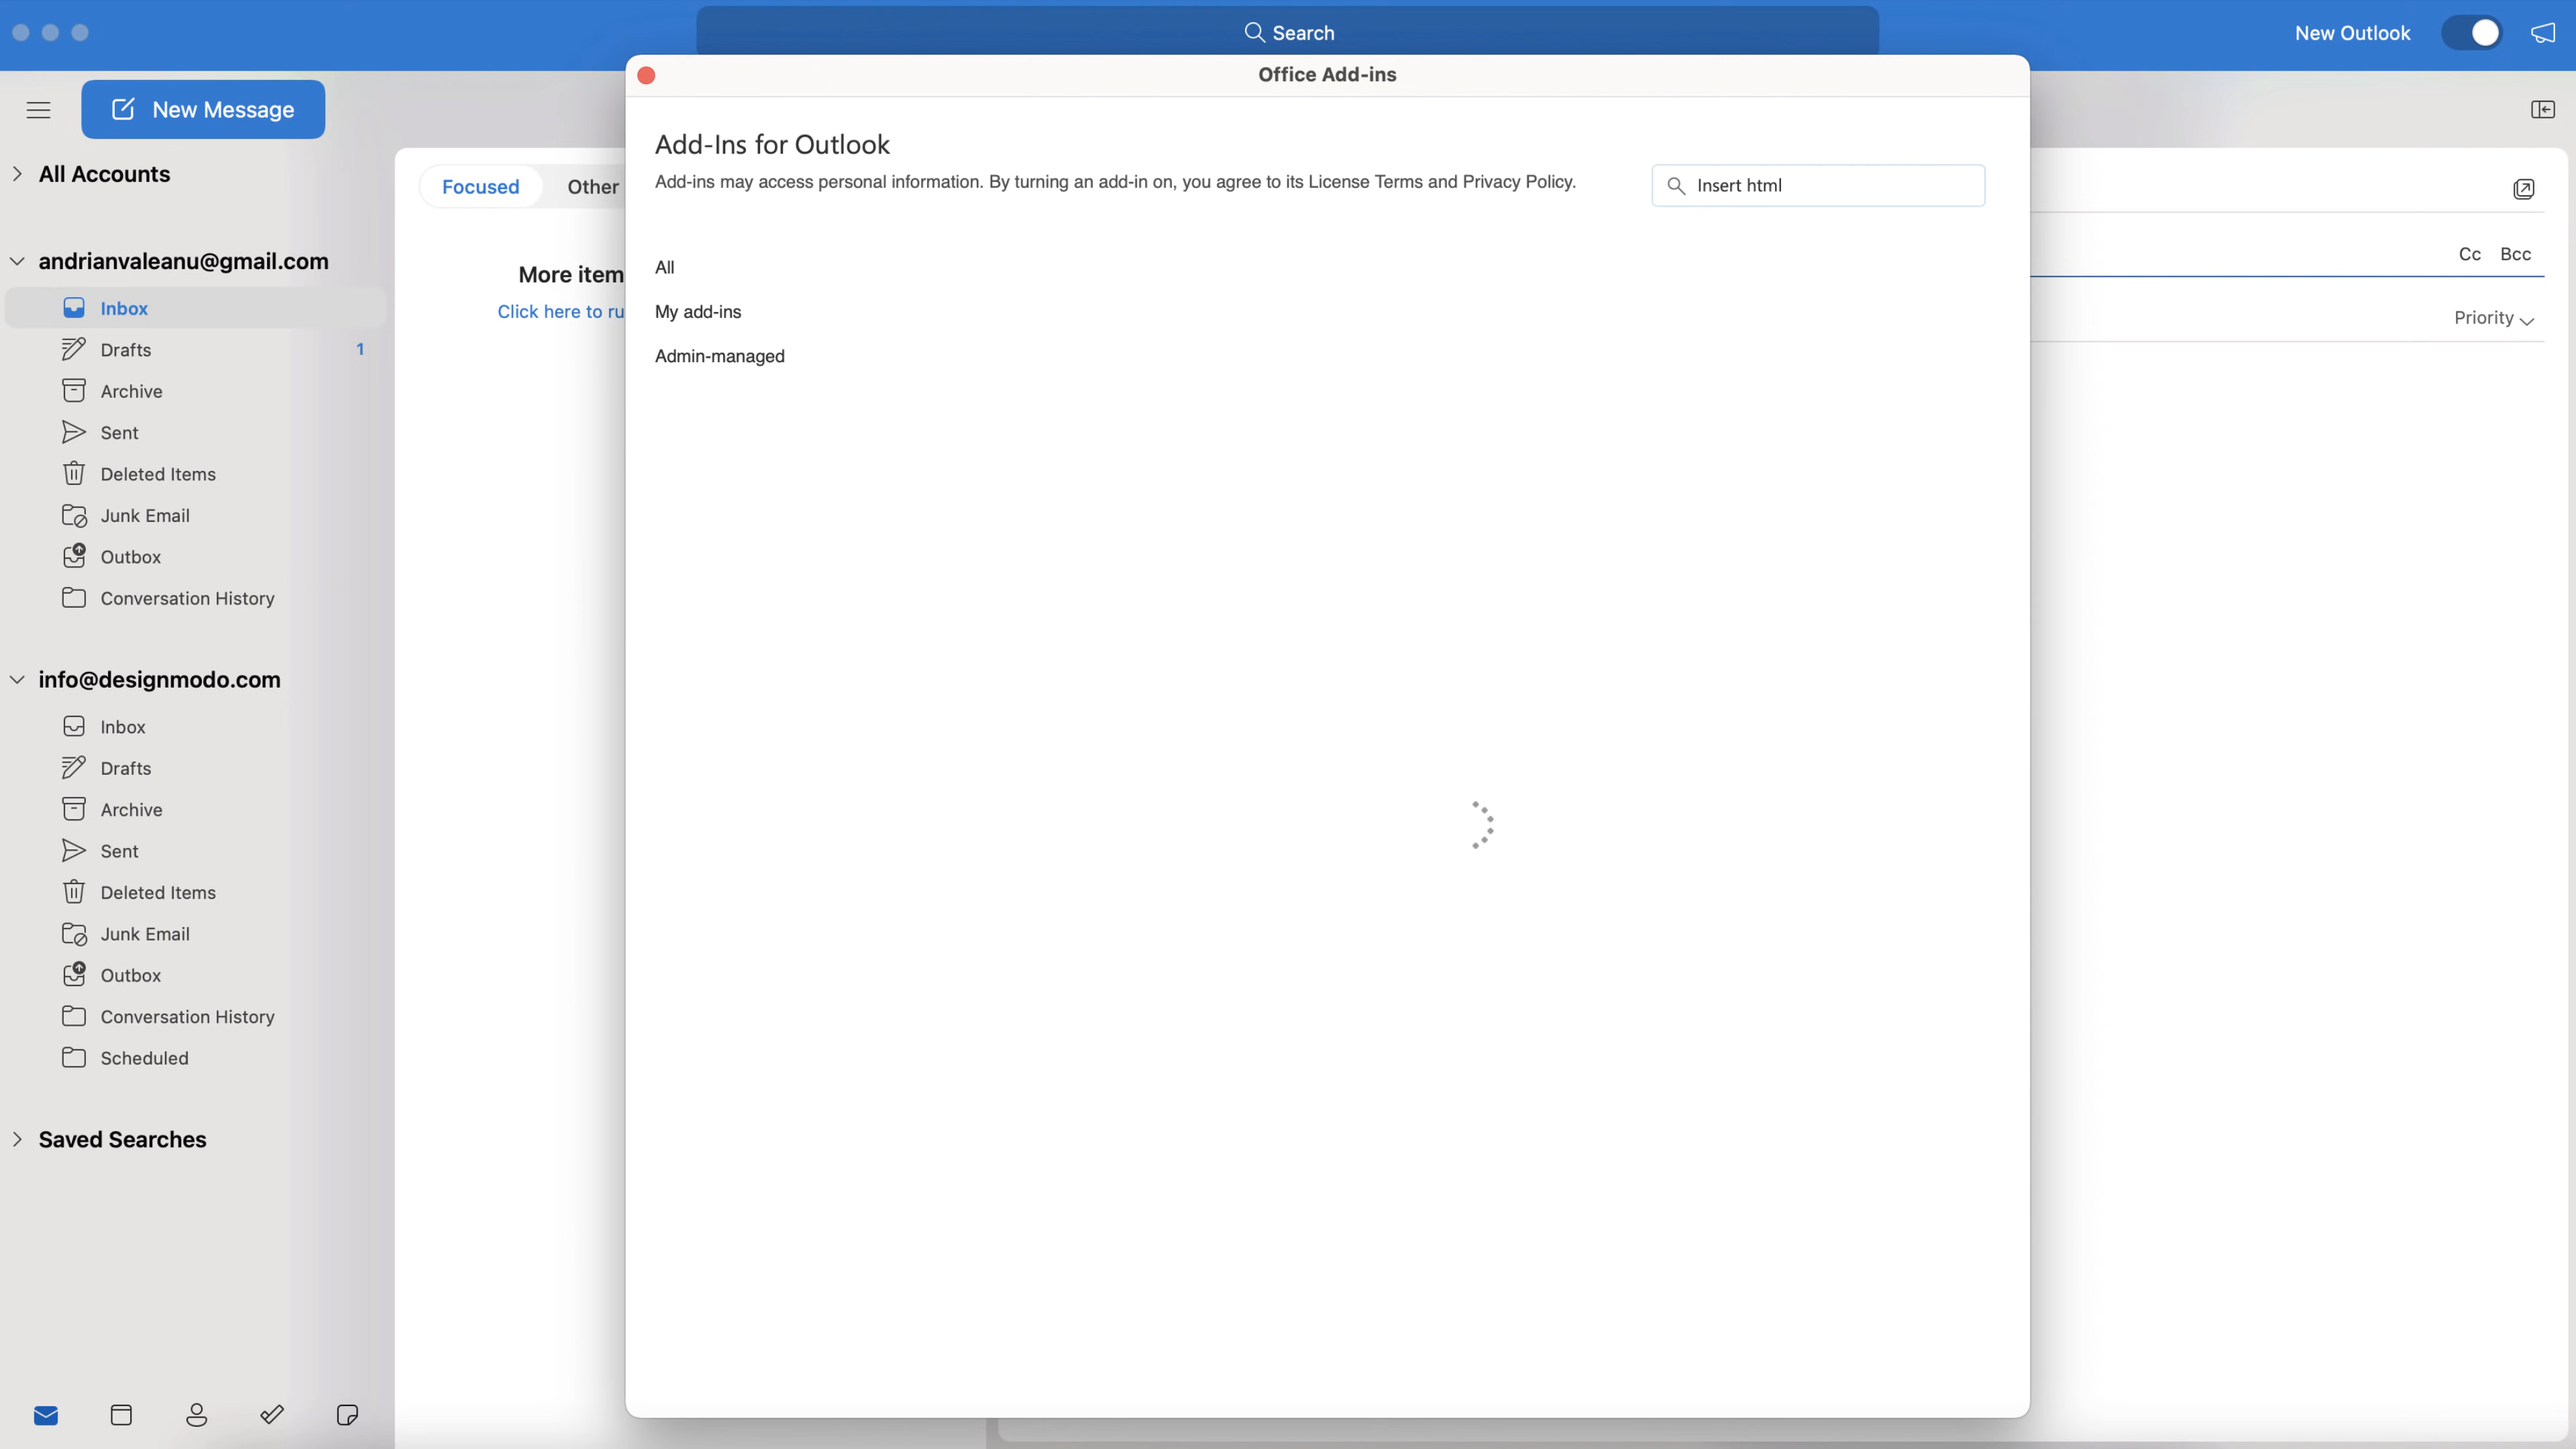 Search
New Outlook
Office Add-ins
New Message
All Accounts
andrianvaleanu@gmail.com
Inbox
Drafts 1
Archive
Sent
Deleted Items
Junk Email
Outbox
Conversation History
info@designmodo.com
Inbox
Drafts
Archive
Sent
Deleted Items
Junk Email
Outbox
Conversation History
Scheduled
Saved Searches
Focused Other
More item
Click here to ru
Add-Ins for Outlook
Add-ins may access personal information. By turning an add-in on, you agree to its License Terms and Privacy Policy.
Insert html
All
My add-ins
Admin-managed
Cc Bcc
Priority